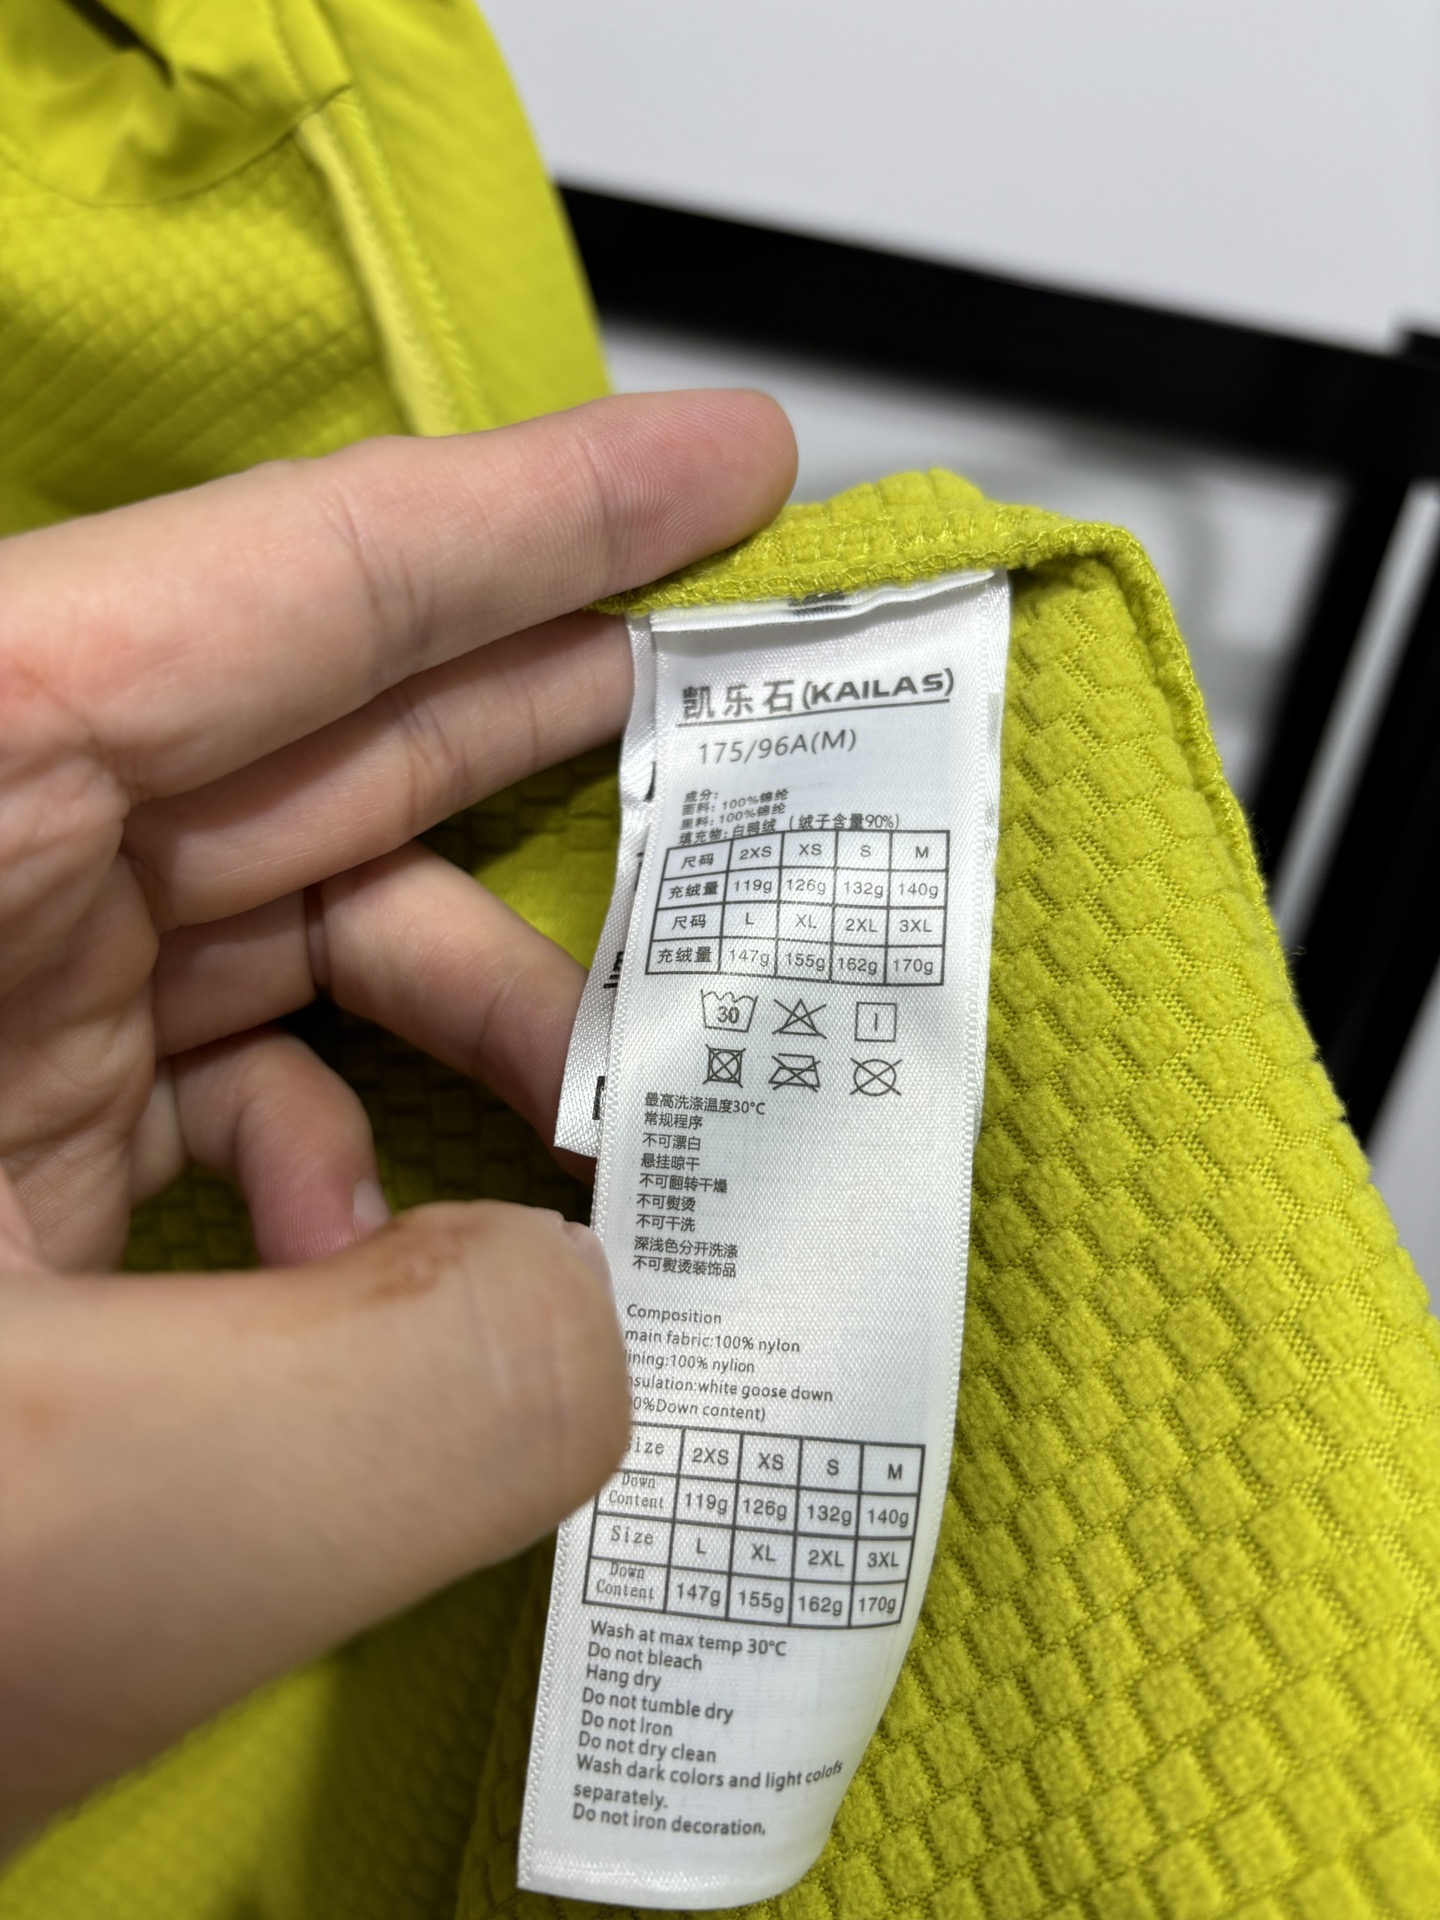 凯乐石(KAILAS)
175/96A(M)
成分:
面料: 100%锦纶
里料: 100%锦纶
填充物: 白鹅绒 (绒子含量90%)
尺码 2XS XS S M
充绒量 119g 126g 132g 140g
尺码 L XL 2XL 3XL
充绒量 147g 155g 162g 170g
30
最高洗涤温度30°C
常规程序
不可漂白
悬挂晾干
不可翻转干燥
不可熨烫
不可干洗
深浅色分开洗涤
不可熨烫装饰品
Composition
main fabric:100% nylon
ining:100% nylion
nsulation:white goose down
0%Down content)
Size 2XS XS S M
Down Content 119g 126g 132g 140g
Size L XL 2XL 3XL
Down Content 147g 155g 162g 170g
Wash at max temp 30°C
Do not bleach
Hang dry
Do not tumble dry
Do not Iron
Do not dry clean
Wash dark colors and light colofs
separately.
Do not iron decoration.